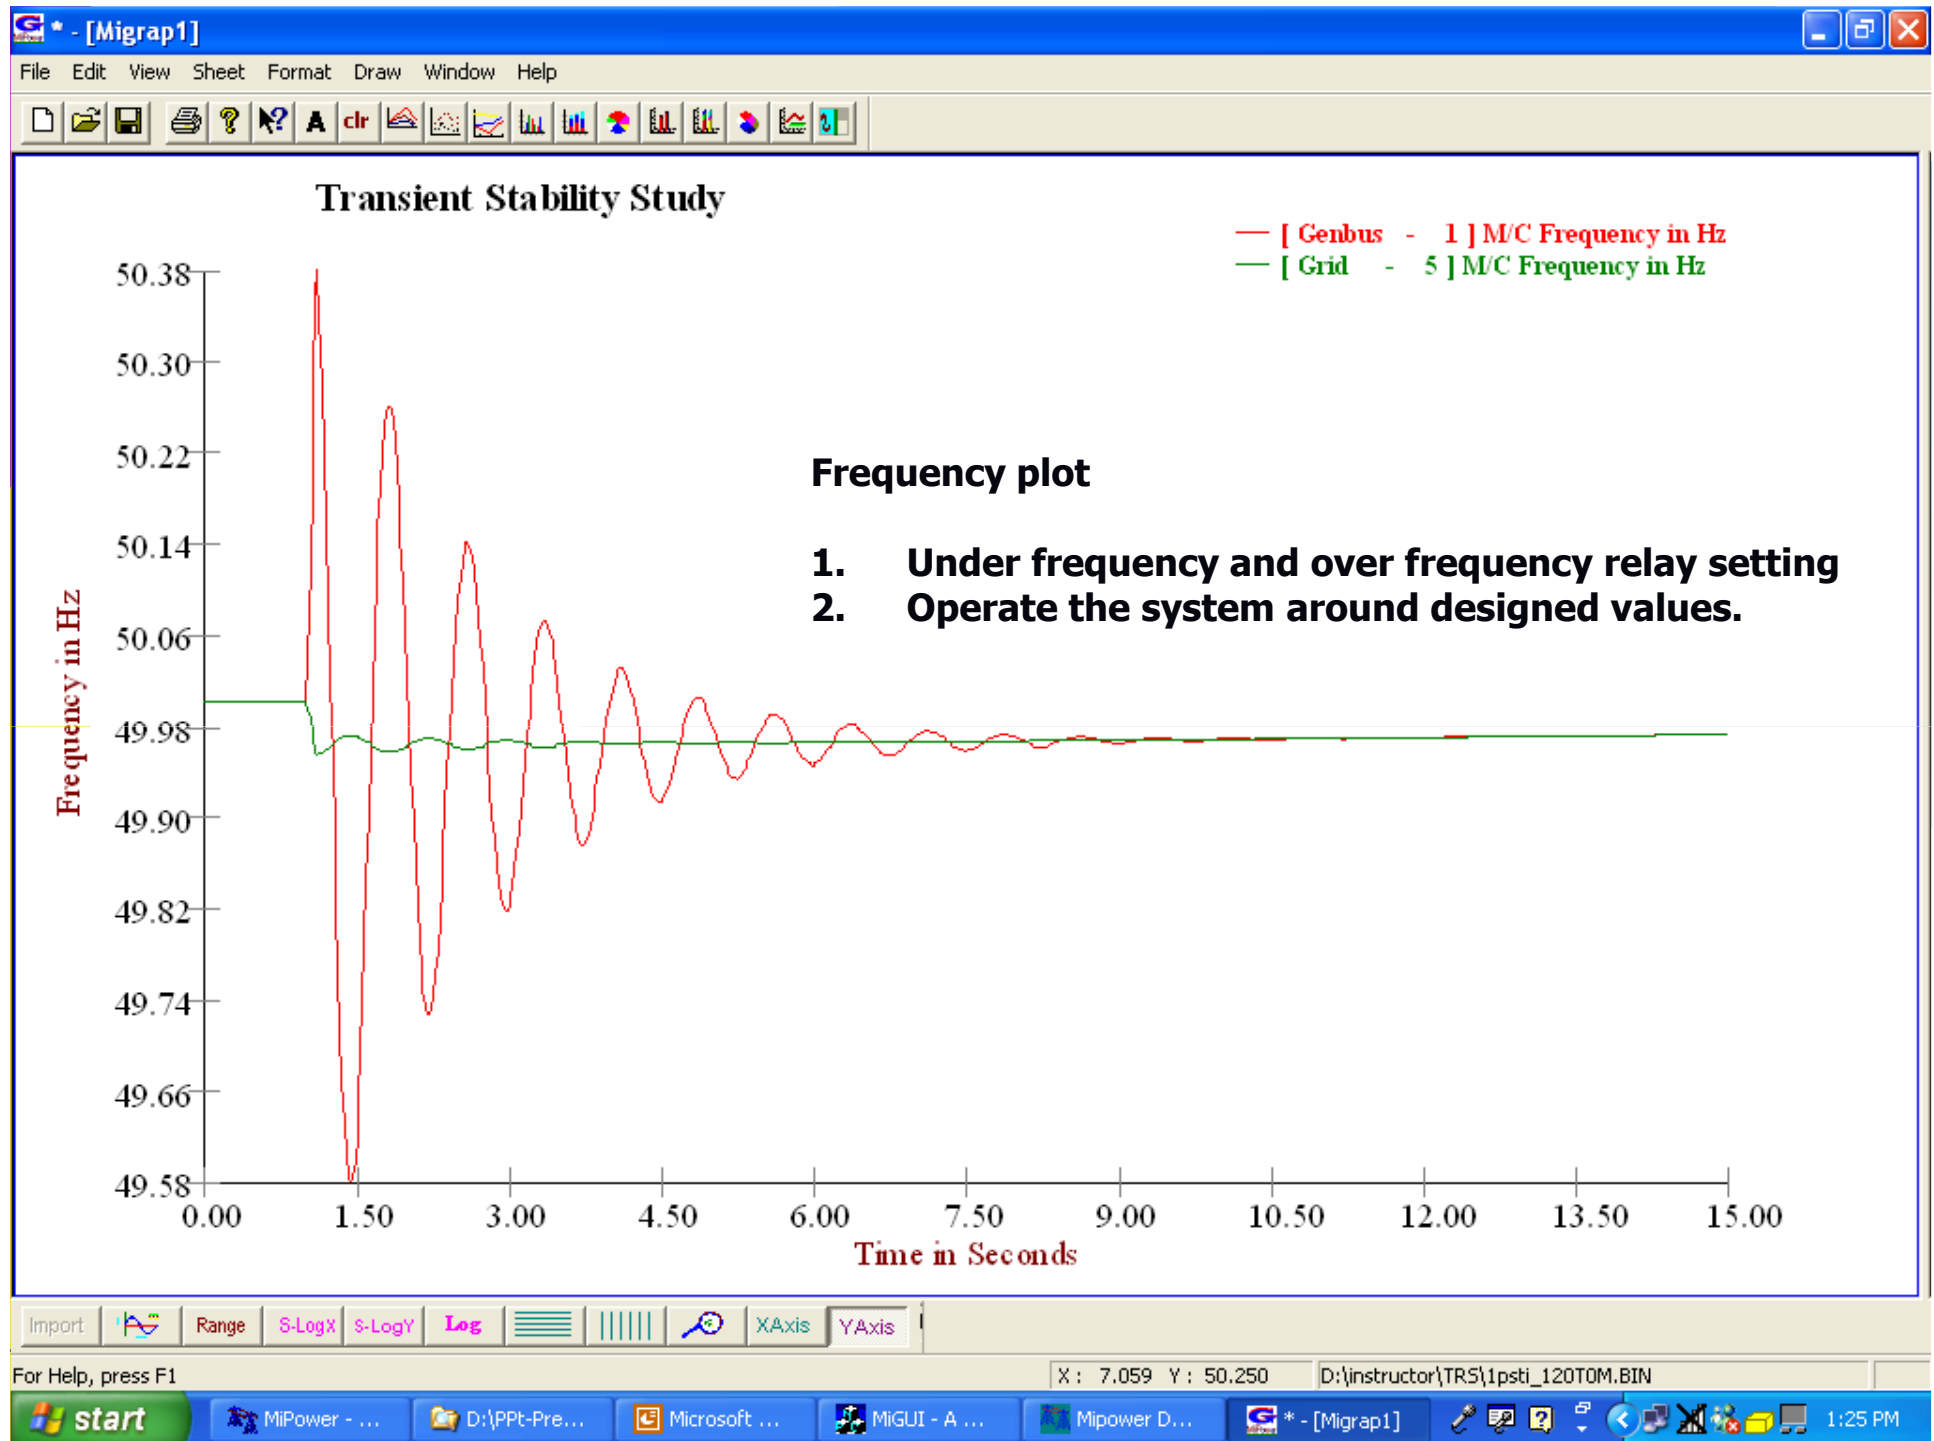 * - [Migrap1]
File Edit View Sheet Format Draw Window Help
A clr
Transient Stability Study
[ Genbus - 1 ] M/C Frequency in Hz
[ Grid - 5 ] M/C Frequency in Hz
50.38
50.30
50.22
50.14
50.06
49.98
49.90
49.82
49.74
49.66
49.58
Frequency in Hz
Frequency plot
1. Under frequency and over frequency relay setting
2. Operate the system around designed values.
0.00 1.50 3.00 4.50 6.00 7.50 9.00 10.50 12.00 13.50 15.00
Time in Seconds
Import Range S-LogX S-LogY Log XAxis YAxis
For Help, press F1 X : 7.059 Y : 50.250 D:\instructor\TRS\1psti_120T0M.BIN
start MiPower - ... D:\PPt-Pre... Microsoft ... MiGUI - A ... Mipower D... * - [Migrap1] 1:25 PM